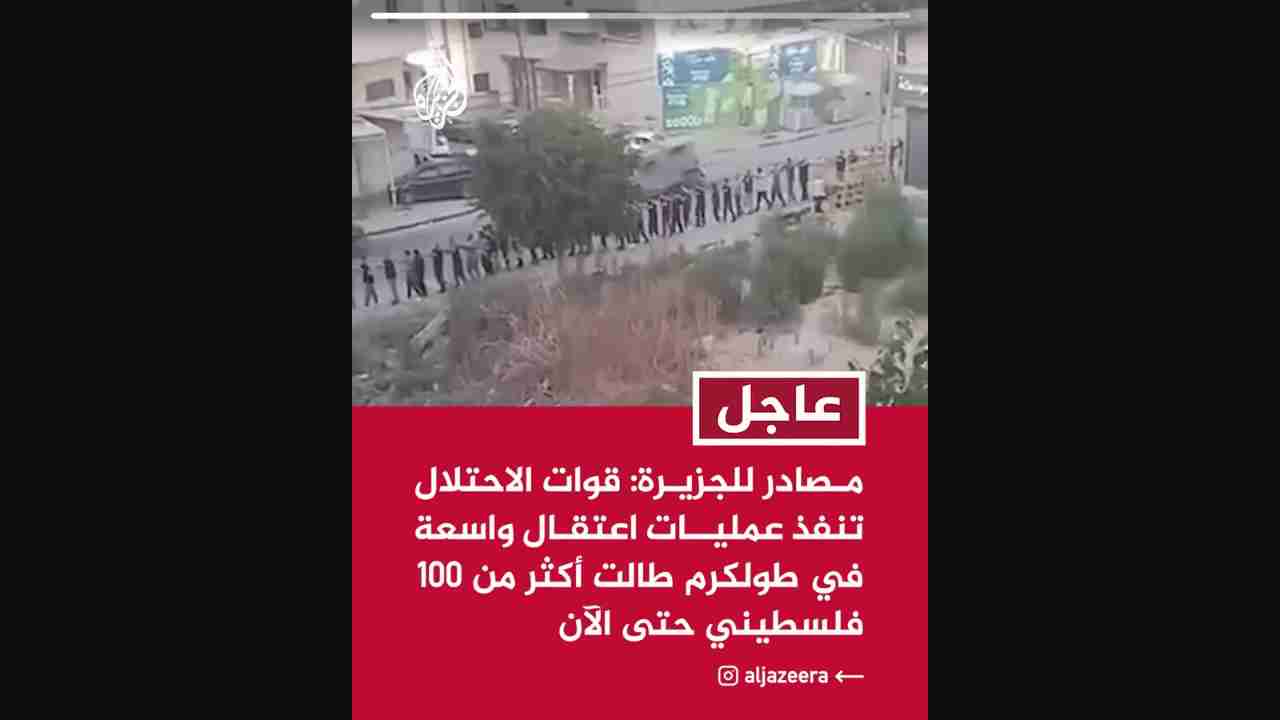 عاجل
مصادر للجزيرة: قوات الاحتلال
تنفذ عمليات اعتقال واسعة
في طولكرم طالت أكثر من 100
فلسطيني حتى الآن
aljazeera